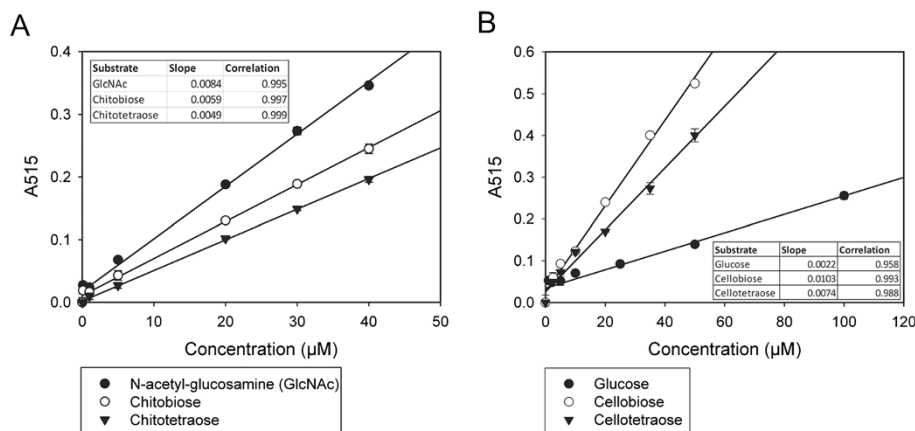 A
A515
0.4
0.3
0.2
0.1
0.0
Substrate Slope Correlation
GlcNAc 0.0084 0.995
Chitobiose 0.0059 0.997
Chitotetraose 0.0049 0.999
0 10 20 30 40 50
Concentration (µM)
N-acetyl-glucosamine (GlcNAc)
Chitobiose
Chitotetraose
B
A515
0.6
0.5
0.4
0.3
0.2
0.1
0.0
Substrate Slope Correlation
Glucose 0.0022 0.958
Cellobiose 0.0103 0.993
Cellotetraose 0.0074 0.988
0 20 40 60 80 100 120
Concentration (µM)
Glucose
Cellobiose
Cellotetraose